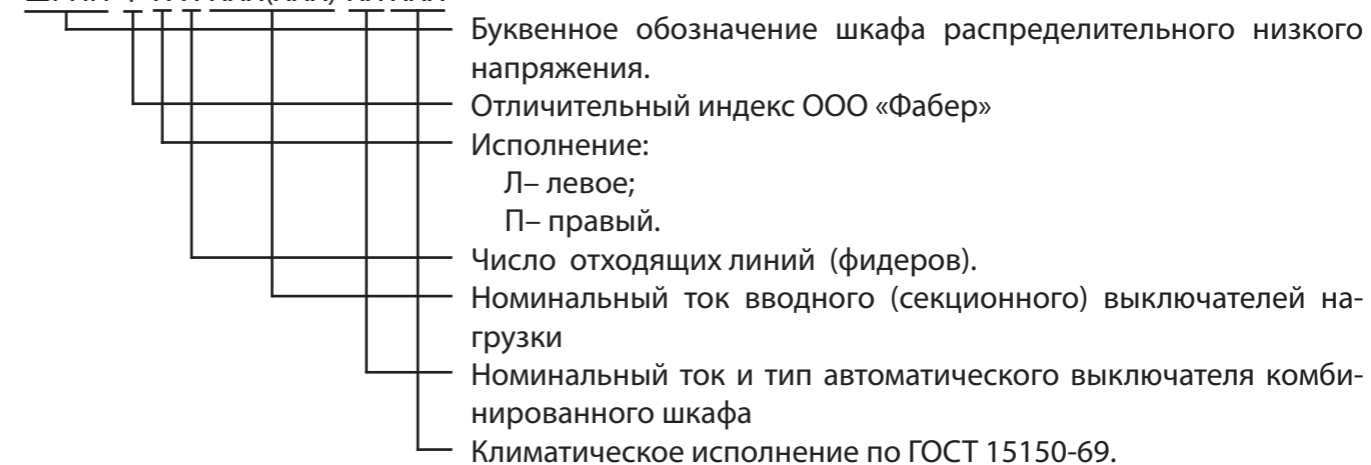 Буквенное обозначение шкафа распределительного низкого
напряжения.
Отличительный индекс ООО «Фабер»
Исполнение:
Л– левое;
П– правый.
Число отходящих линий (фидеров).
Номинальный ток вводного (секционного) выключателей на-
грузки
Номинальный ток и тип автоматического выключателя комби-
нированного шкафа
Климатическое исполнение по ГОСТ 15150-69.